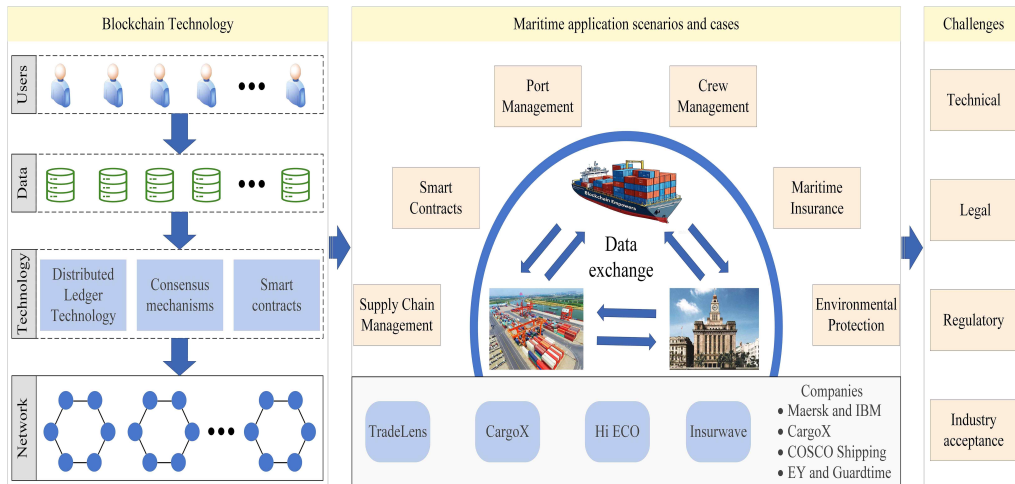 Blockchain Technology
Users
•••
Data
•••
Technology
Distributed
Ledger
Technology
Consensus
mechanisms
Smart
contracts
Network
•••
Maritime application scenarios and cases
Port
Management
Crew
Management
Smart
Contracts
Maritime
Insurance
Supply Chain
Management
Environmental
Protection
Blockchain Empowers
Data
exchange
TradeLens
CargoX
Hi ECO
Insurwave
Companies
• Maersk and IBM
• CargoX
• COSCO Shipping
• EY and Guardtime
Challenges
Technical
Legal
Regulatory
Industry
acceptance